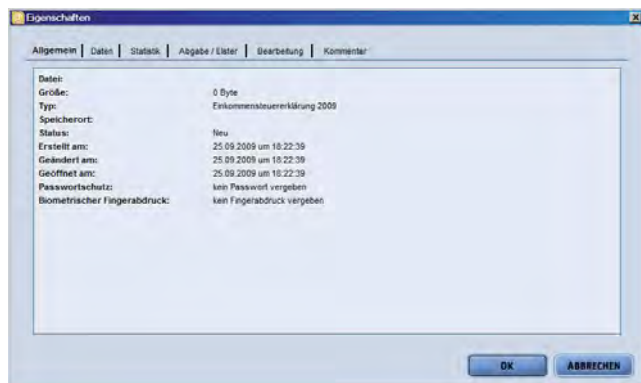 Eigenschaften
Allgemein Daten Statistik Abgabe / Elster Bearbeitung Kommentar
Datei:
Größe: 0 Byte
Typ: Einkommensteuererklärung 2009
Speicherort:
Status: Neu
Erstellt am: 25.09.2009 um 18:22:39
Geändert am: 25.09.2009 um 18:22:39
Geöffnet am: 25.09.2009 um 18:22:39
Passwortschutz: kein Passwort vergeben
Biometrischer Fingerabdruck: kein Fingerabdruck vergeben
OK ABBRECHEN